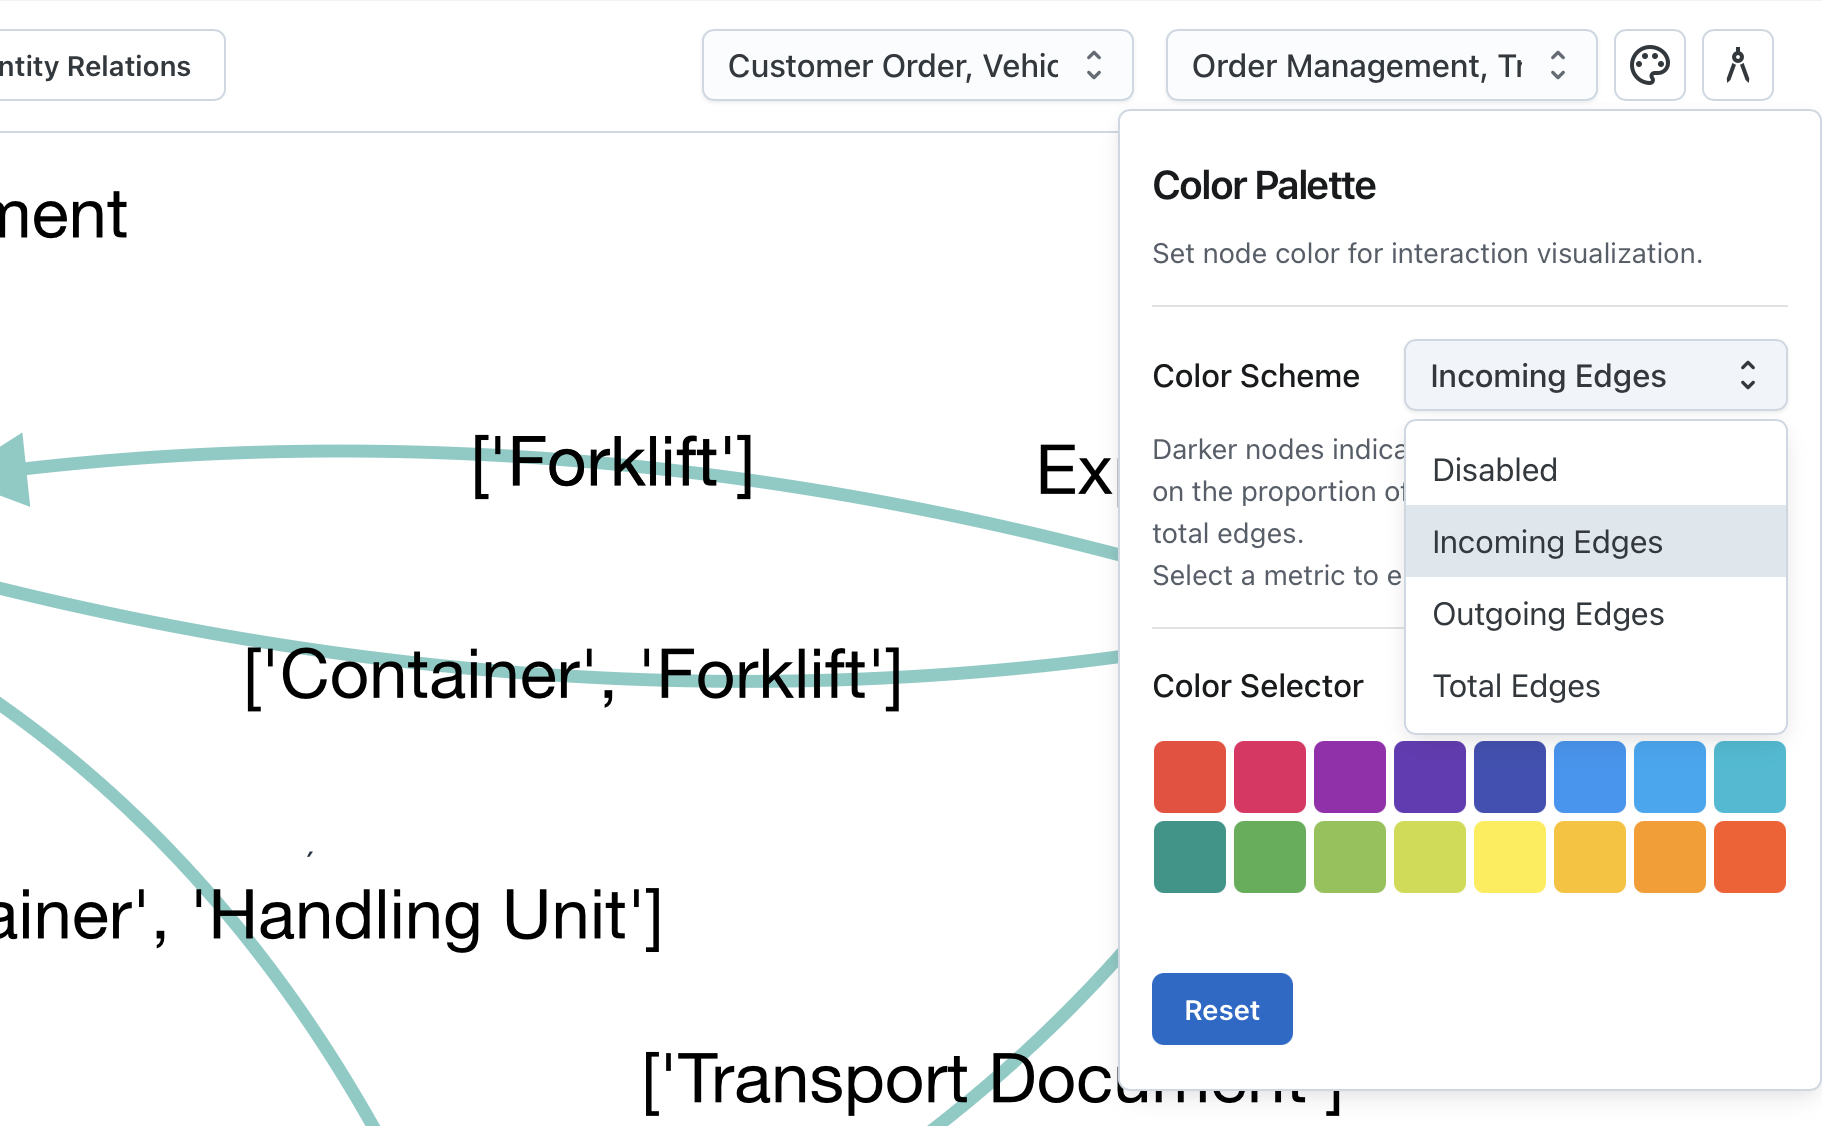 ntity Relations
Customer Order, Vehic
Order Management, Tr
ment
['Forklift']
Ex
['Container', 'Forklift']
ainer', 'Handling Unit']
['Transport Document']
Color Palette
Set node color for interaction visualization.
Color Scheme
Incoming Edges
Darker nodes indica
on the proportion of
total edges.
Select a metric to e
Disabled
Incoming Edges
Outgoing Edges
Total Edges
Color Selector
Reset